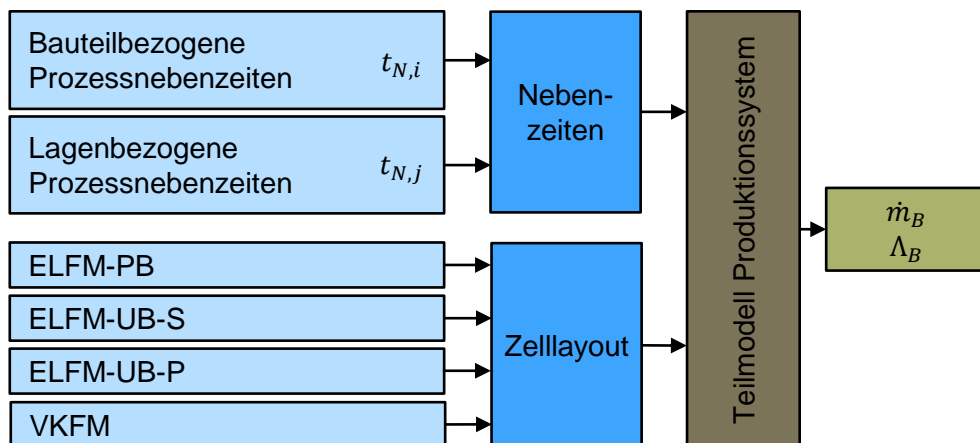 Bauteilbezogene
Prozessnebenzeiten t_{N,i}
Lagenbezogene
Prozessnebenzeiten t_{N,j}
Neben-
zeiten
ELFM-PB
ELFM-UB-S
ELFM-UB-P
VKFM
Zelllayout
Teilmodell Produktionssystem
ṁ_B
Λ_B